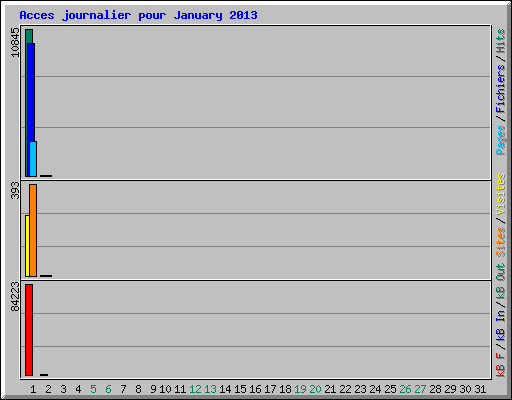 Acces journalier pour January 2013
10845
393
84223
Pages / Fichiers / Hits
Sites / Visites
kB F / kB In / kB Out
1 2 3 4 5 6 7 8 9 10 11 12 13 14 15 16 17 18 19 20 21 22 23 24 25 26 27 28 29 30 31